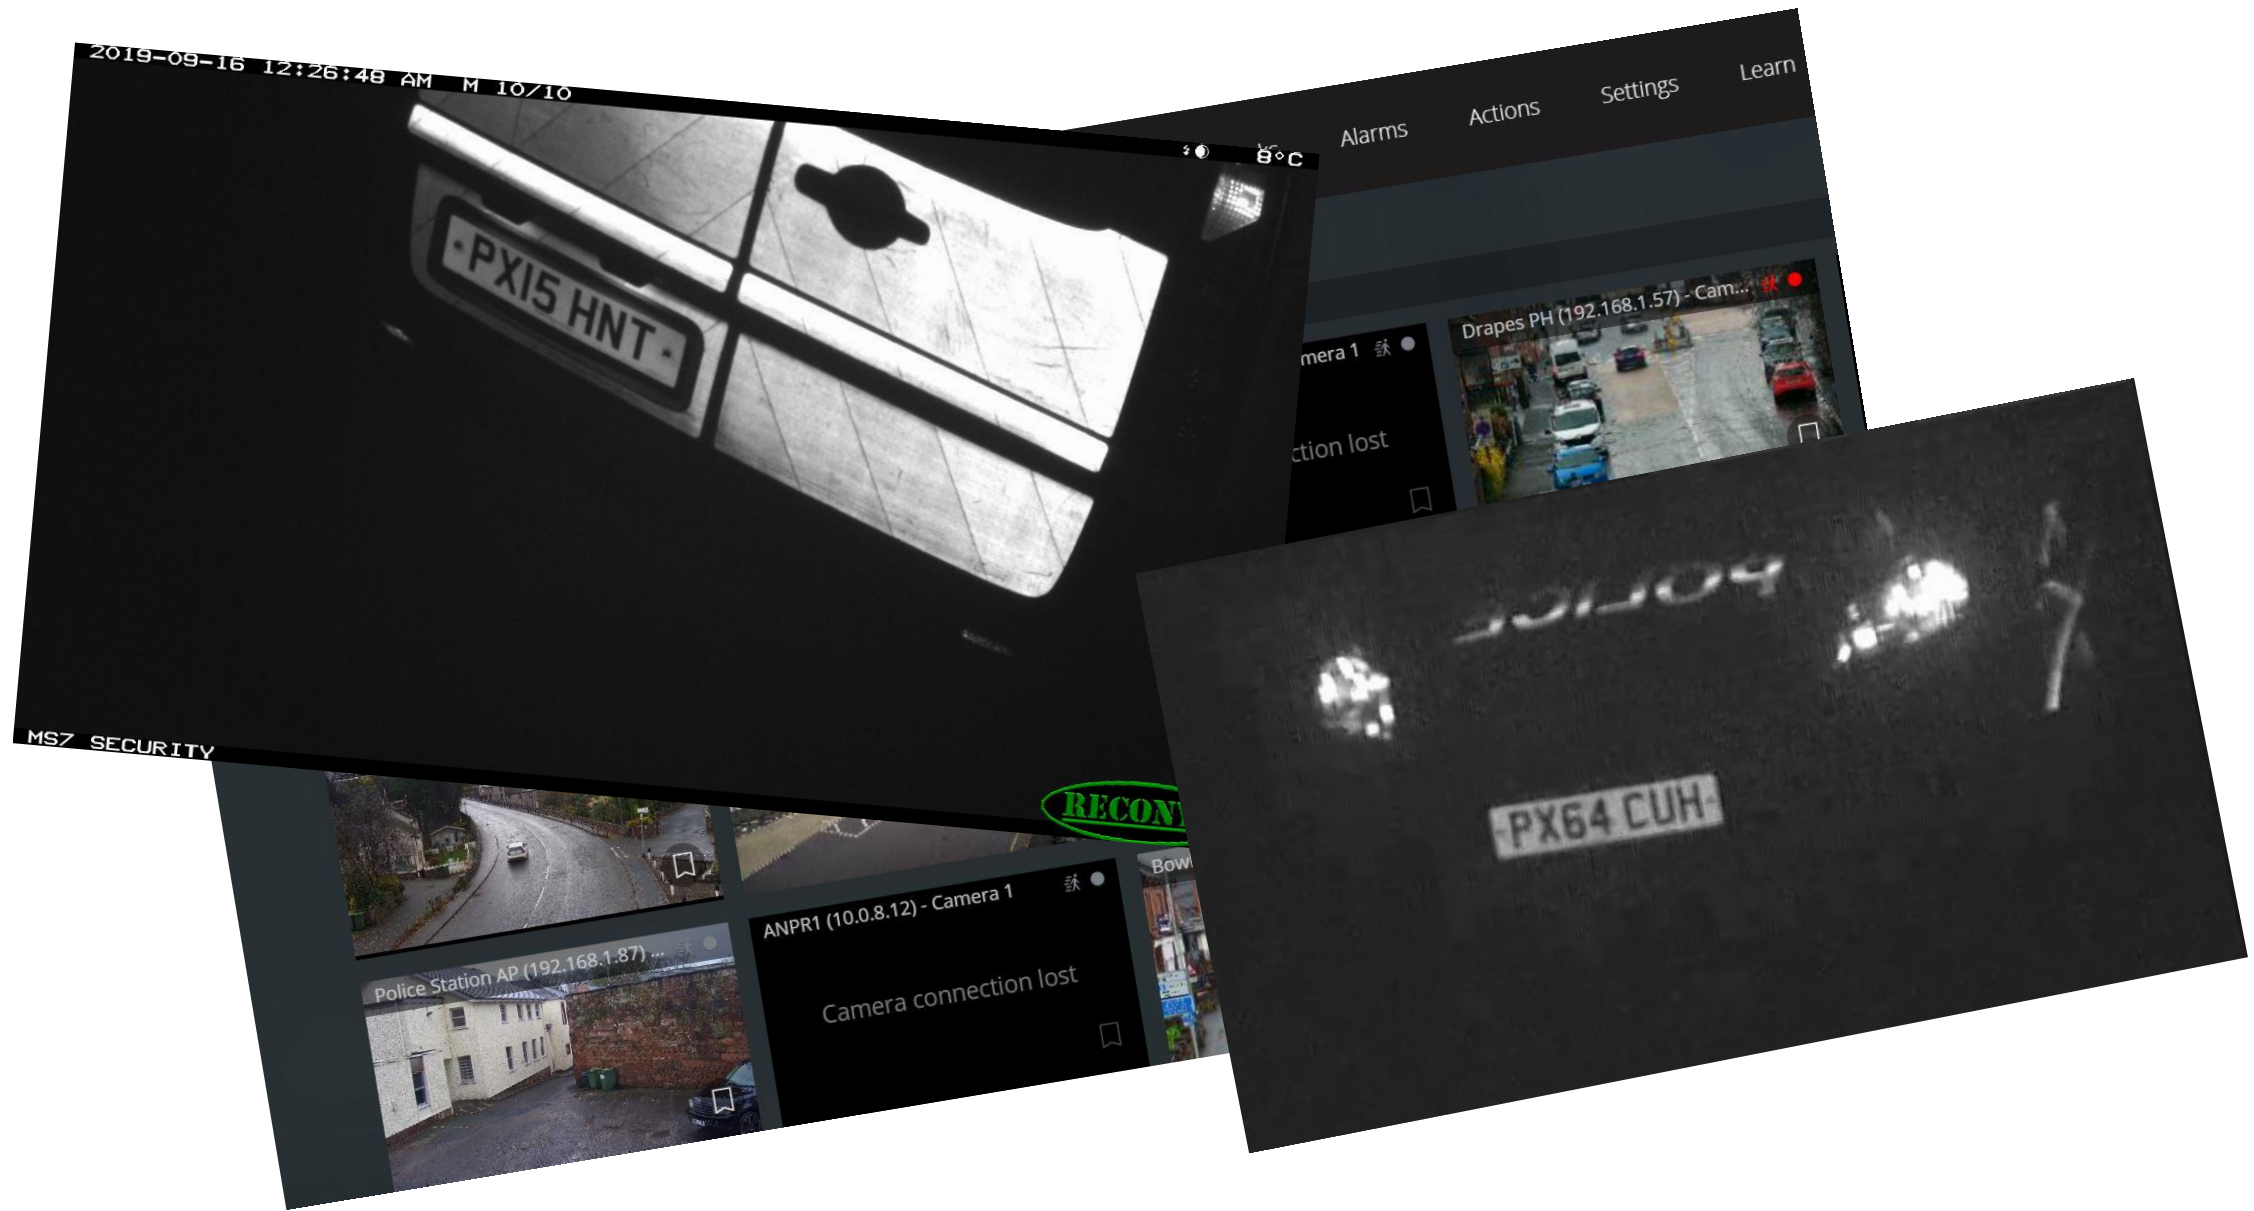 2019-09-16 12:26:48 AM M 10/10
8°C
PX15 HNT
MS7 SECURITY
Alarms
Actions
Settings
Learn
mera 1
ction lost
Drapes PH (192.168.1.57) - Cam...
POLICE
PX64 CUH
RECON
ANPR1 (10.0.8.12) - Camera 1
Camera connection lost
Bowl
Police Station AP (192.168.1.87) ...